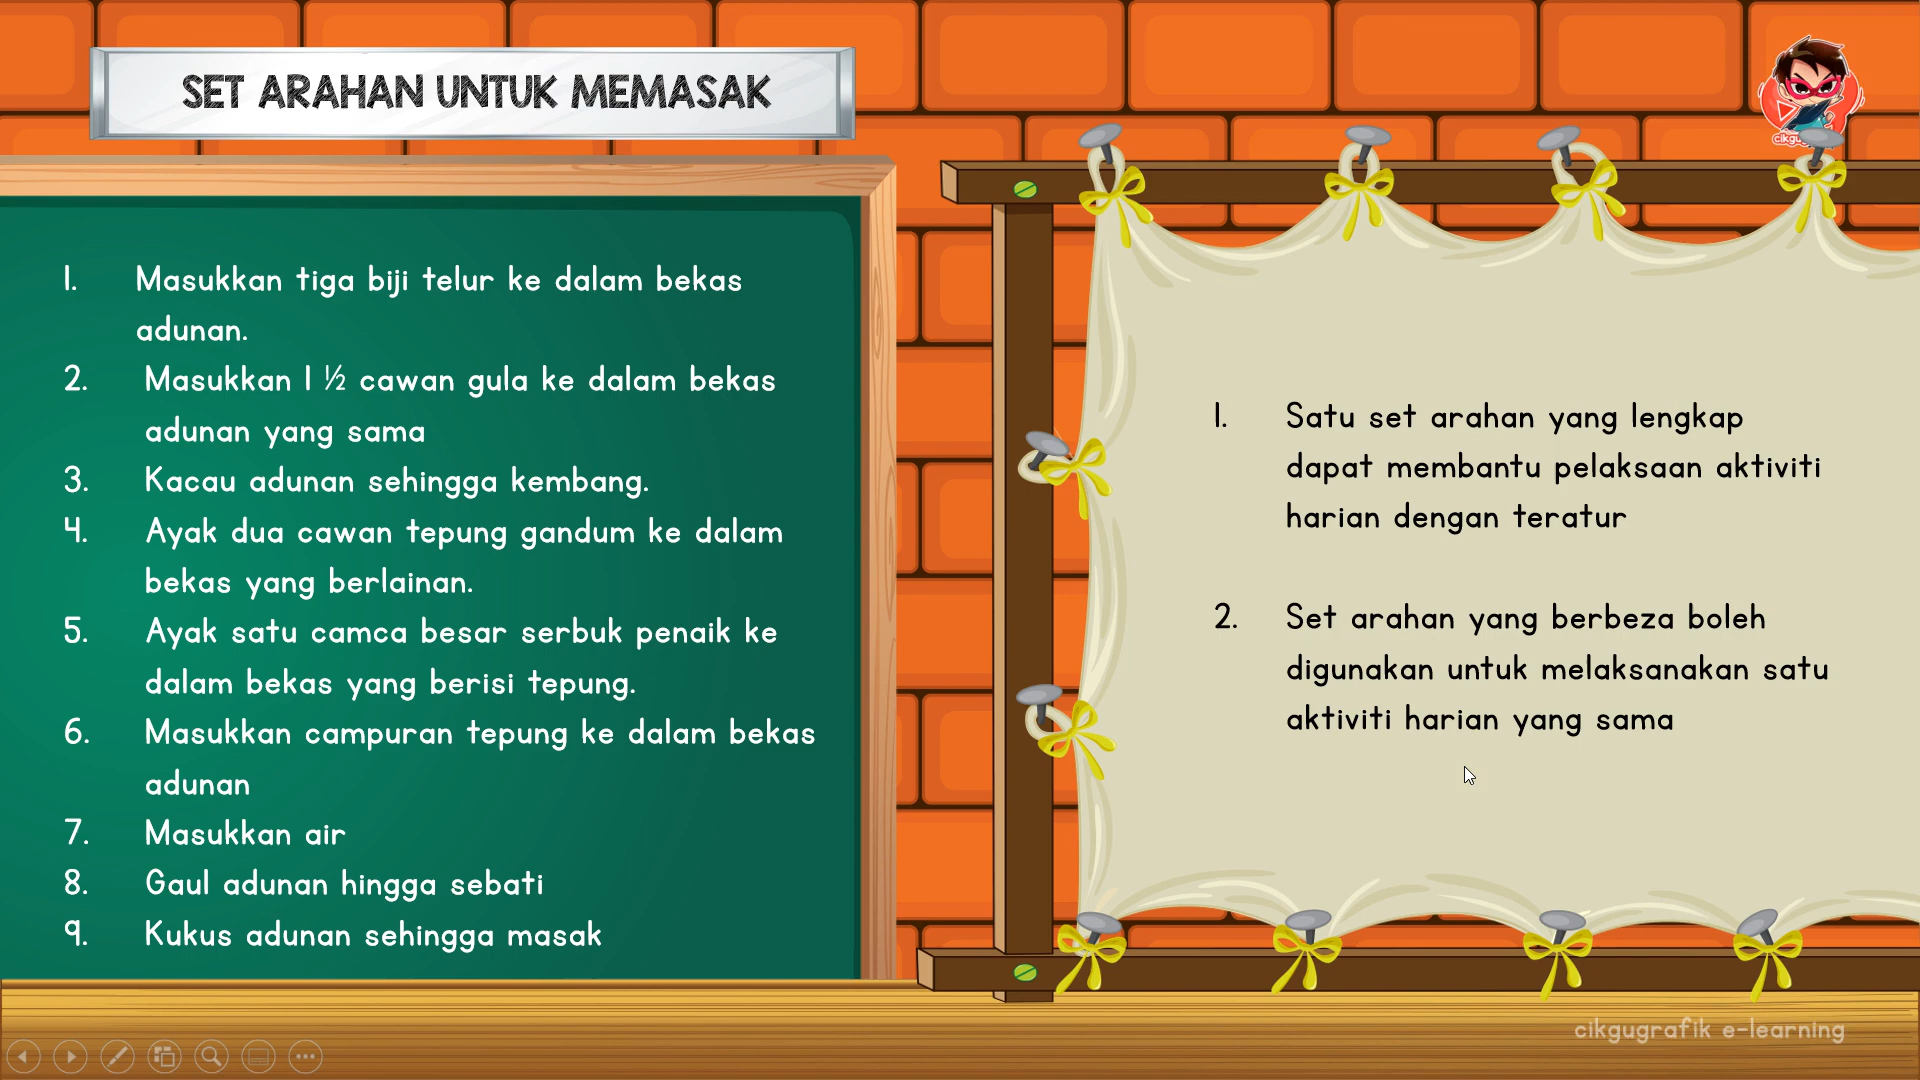 SET ARAHAN UNTUK MEMASAK
1. Masukkan tiga biji telur ke dalam bekas
adunan.
2. Masukkan 1 ½ cawan gula ke dalam bekas
adunan yang sama
3. Kacau adunan sehingga kembang.
4. Ayak dua cawan tepung gandum ke dalam
bekas yang berlainan.
5. Ayak satu camca besar serbuk penaik ke
dalam bekas yang berisi tepung.
6. Masukkan campuran tepung ke dalam bekas
adunan
7. Masukkan air
8. Gaul adunan hingga sebati
9. Kukus adunan sehingga masak
1. Satu set arahan yang lengkap
dapat membantu pelaksaan aktiviti
harian dengan teratur
2. Set arahan yang berbeza boleh
digunakan untuk melaksanakan satu
aktiviti harian yang sama
cikgugrafik e-learning